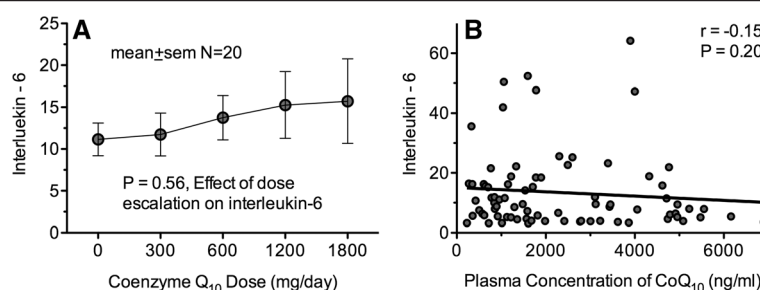 A
mean±sem N=20
P = 0.56, Effect of dose
escalation on interleukin-6
Interluekin - 6
25
20
15
10
5
0
0 300 600 1200 1800
Coenzyme Q10 Dose (mg/day)
B
r = -0.15
P = 0.20
Interleukin - 6
60
40
20
0
0 2000 4000 6000
Plasma Concentration of CoQ10 (ng/ml)